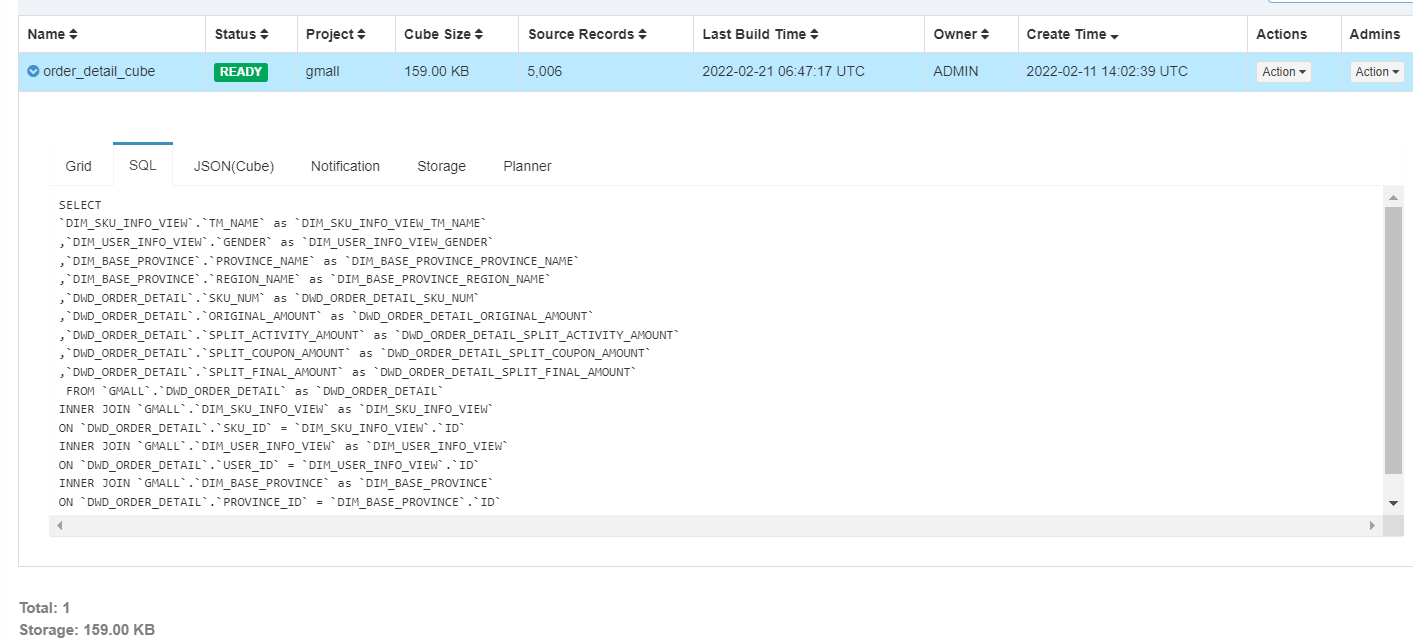 Name Status Project Cube Size Source Records Last Build Time Owner Create Time Actions Admins
order_detail_cube READY gmall 159.00 KB 5,006 2022-02-21 06:47:17 UTC ADMIN 2022-02-11 14:02:39 UTC Action Action
Grid SQL JSON(Cube) Notification Storage Planner
SELECT
`DIM_SKU_INFO_VIEW`.`TM_NAME` as `DIM_SKU_INFO_VIEW_TM_NAME`
,`DIM_USER_INFO_VIEW`.`GENDER` as `DIM_USER_INFO_VIEW_GENDER`
,`DIM_BASE_PROVINCE`.`PROVINCE_NAME` as `DIM_BASE_PROVINCE_PROVINCE_NAME`
,`DIM_BASE_PROVINCE`.`REGION_NAME` as `DIM_BASE_PROVINCE_REGION_NAME`
,`DWD_ORDER_DETAIL`.`SKU_NUM` as `DWD_ORDER_DETAIL_SKU_NUM`
,`DWD_ORDER_DETAIL`.`ORIGINAL_AMOUNT` as `DWD_ORDER_DETAIL_ORIGINAL_AMOUNT`
,`DWD_ORDER_DETAIL`.`SPLIT_ACTIVITY_AMOUNT` as `DWD_ORDER_DETAIL_SPLIT_ACTIVITY_AMOUNT`
,`DWD_ORDER_DETAIL`.`SPLIT_COUPON_AMOUNT` as `DWD_ORDER_DETAIL_SPLIT_COUPON_AMOUNT`
,`DWD_ORDER_DETAIL`.`SPLIT_FINAL_AMOUNT` as `DWD_ORDER_DETAIL_SPLIT_FINAL_AMOUNT`
FROM `GMALL`.`DWD_ORDER_DETAIL` as `DWD_ORDER_DETAIL`
INNER JOIN `GMALL`.`DIM_SKU_INFO_VIEW` as `DIM_SKU_INFO_VIEW`
ON `DWD_ORDER_DETAIL`.`SKU_ID` = `DIM_SKU_INFO_VIEW`.`ID`
INNER JOIN `GMALL`.`DIM_USER_INFO_VIEW` as `DIM_USER_INFO_VIEW`
ON `DWD_ORDER_DETAIL`.`USER_ID` = `DIM_USER_INFO_VIEW`.`ID`
INNER JOIN `GMALL`.`DIM_BASE_PROVINCE` as `DIM_BASE_PROVINCE`
ON `DWD_ORDER_DETAIL`.`PROVINCE_ID` = `DIM_BASE_PROVINCE`.`ID`
Total: 1
Storage: 159.00 KB